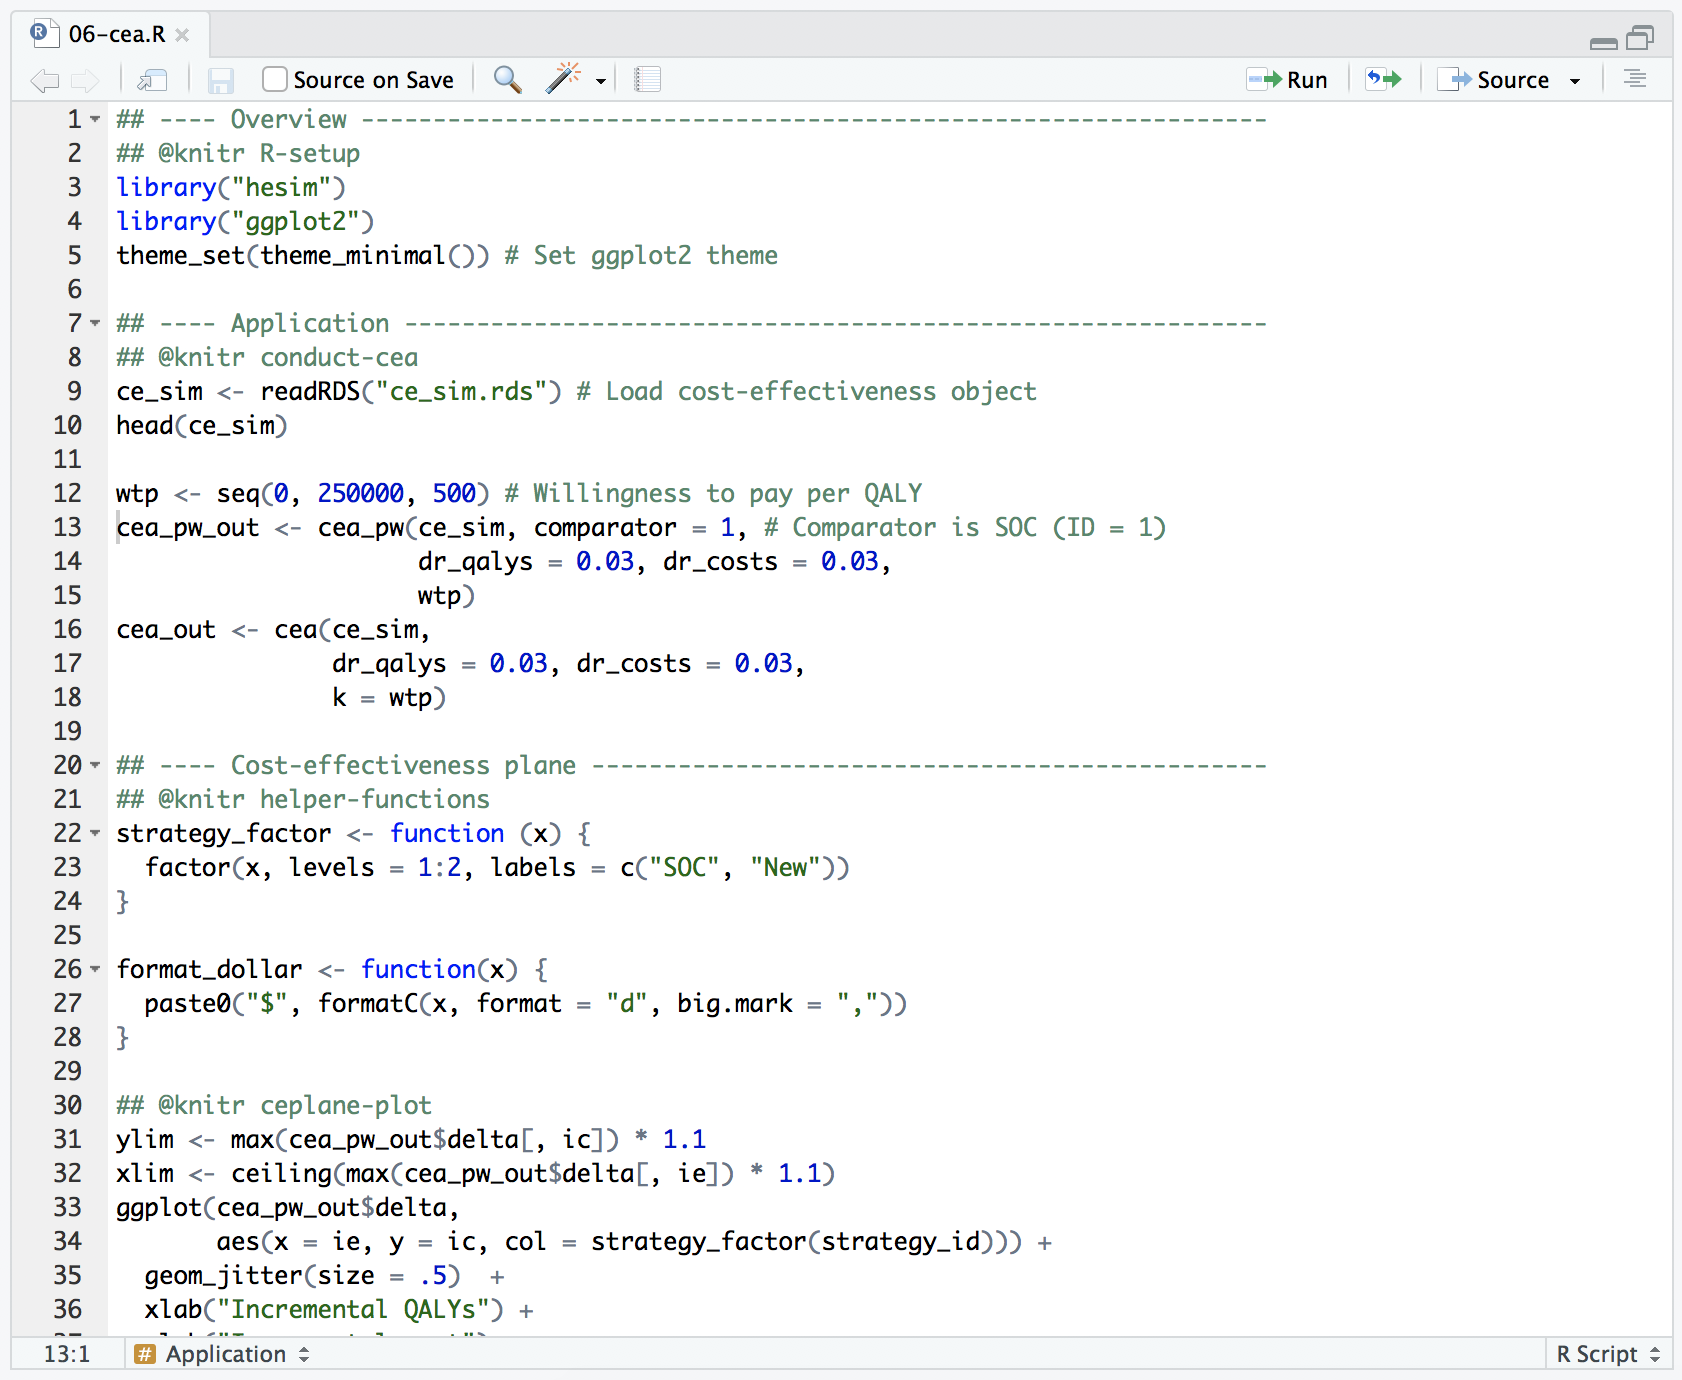 06-cea.R
Source on Save Run Source
1 ## ---- Overview ---------------------------------------------------------------
2 ## @knitr R-setup
3 library("hesim")
4 library("ggplot2")
5 theme_set(theme_minimal()) # Set ggplot2 theme
6
7 ## ---- Application ------------------------------------------------------------
8 ## @knitr conduct-cea
9 ce_sim <- readRDS("ce_sim.rds") # Load cost-effectiveness object
10 head(ce_sim)
11
12 wtp <- seq(0, 250000, 500) # Willingness to pay per QALY
13 cea_pw_out <- cea_pw(ce_sim, comparator = 1, # Comparator is SOC (ID = 1)
14                      dr_qalys = 0.03, dr_costs = 0.03,
15                      wtp)
16 cea_out <- cea(ce_sim,
17                dr_qalys = 0.03, dr_costs = 0.03,
18                k = wtp)
19
20 ## ---- Cost-effectiveness plane -----------------------------------------------
21 ## @knitr helper-functions
22 strategy_factor <- function (x) {
23   factor(x, levels = 1:2, labels = c("SOC", "New"))
24 }
25
26 format_dollar <- function(x) {
27   paste0("$", formatC(x, format = "d", big.mark = ","))
28 }
29
30 ## @knitr ceplane-plot
31 ylim <- max(cea_pw_out$delta[, ic]) * 1.1
32 xlim <- ceiling(max(cea_pw_out$delta[, ie]) * 1.1)
33 ggplot(cea_pw_out$delta,
34        aes(x = ie, y = ic, col = strategy_factor(strategy_id))) +
35   geom_jitter(size = .5)  +
36   xlab("Incremental QALYs") +
13:1 # Application R Script